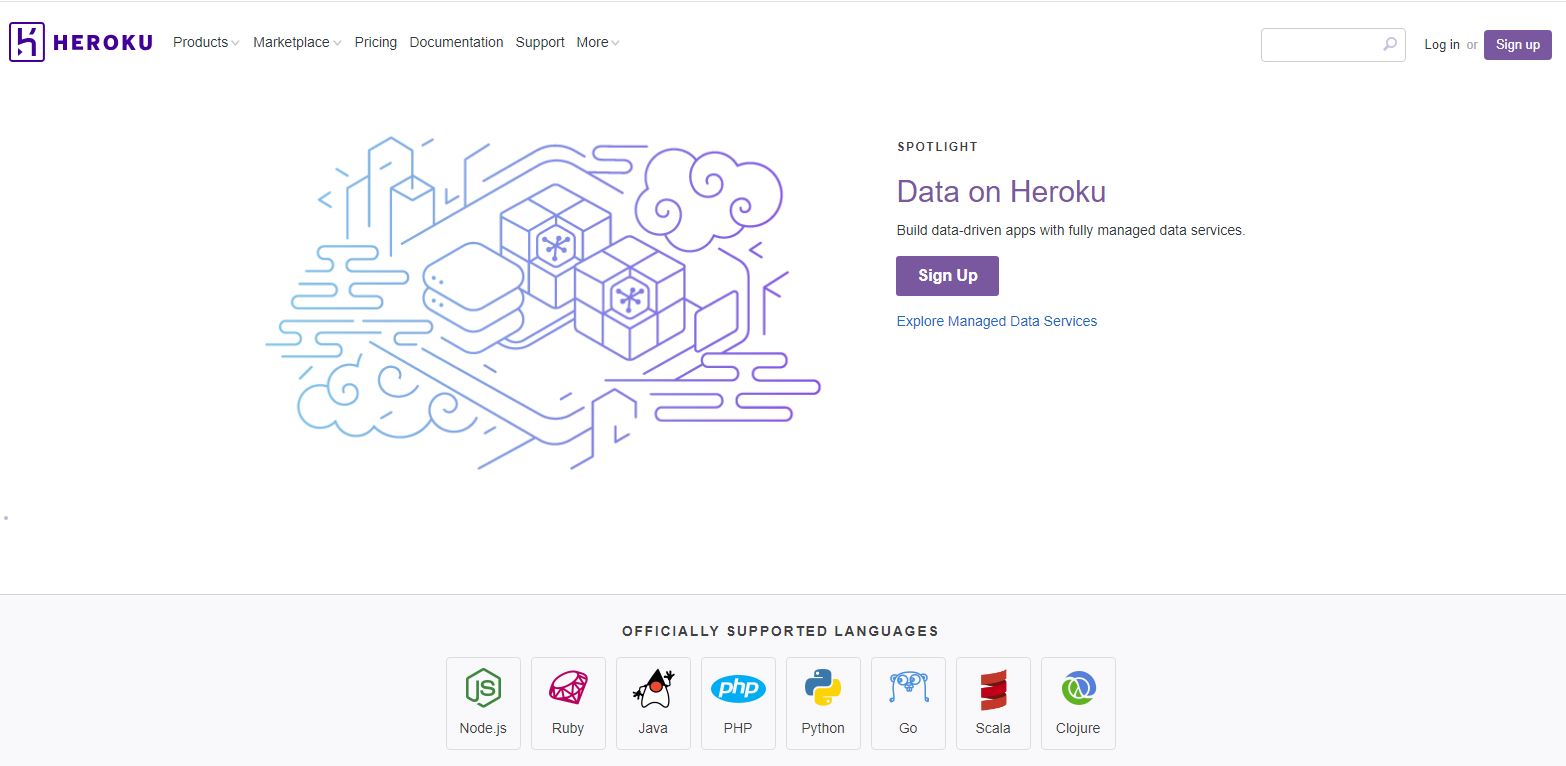 HEROKU Products Marketplace Pricing Documentation Support More Log in or Sign up
SPOTLIGHT
Data on Heroku
Build data-driven apps with fully managed data services.
Sign Up
Explore Managed Data Services
OFFICIALLY SUPPORTED LANGUAGES
JS php
Node.js Ruby Java PHP Python Go Scala Clojure